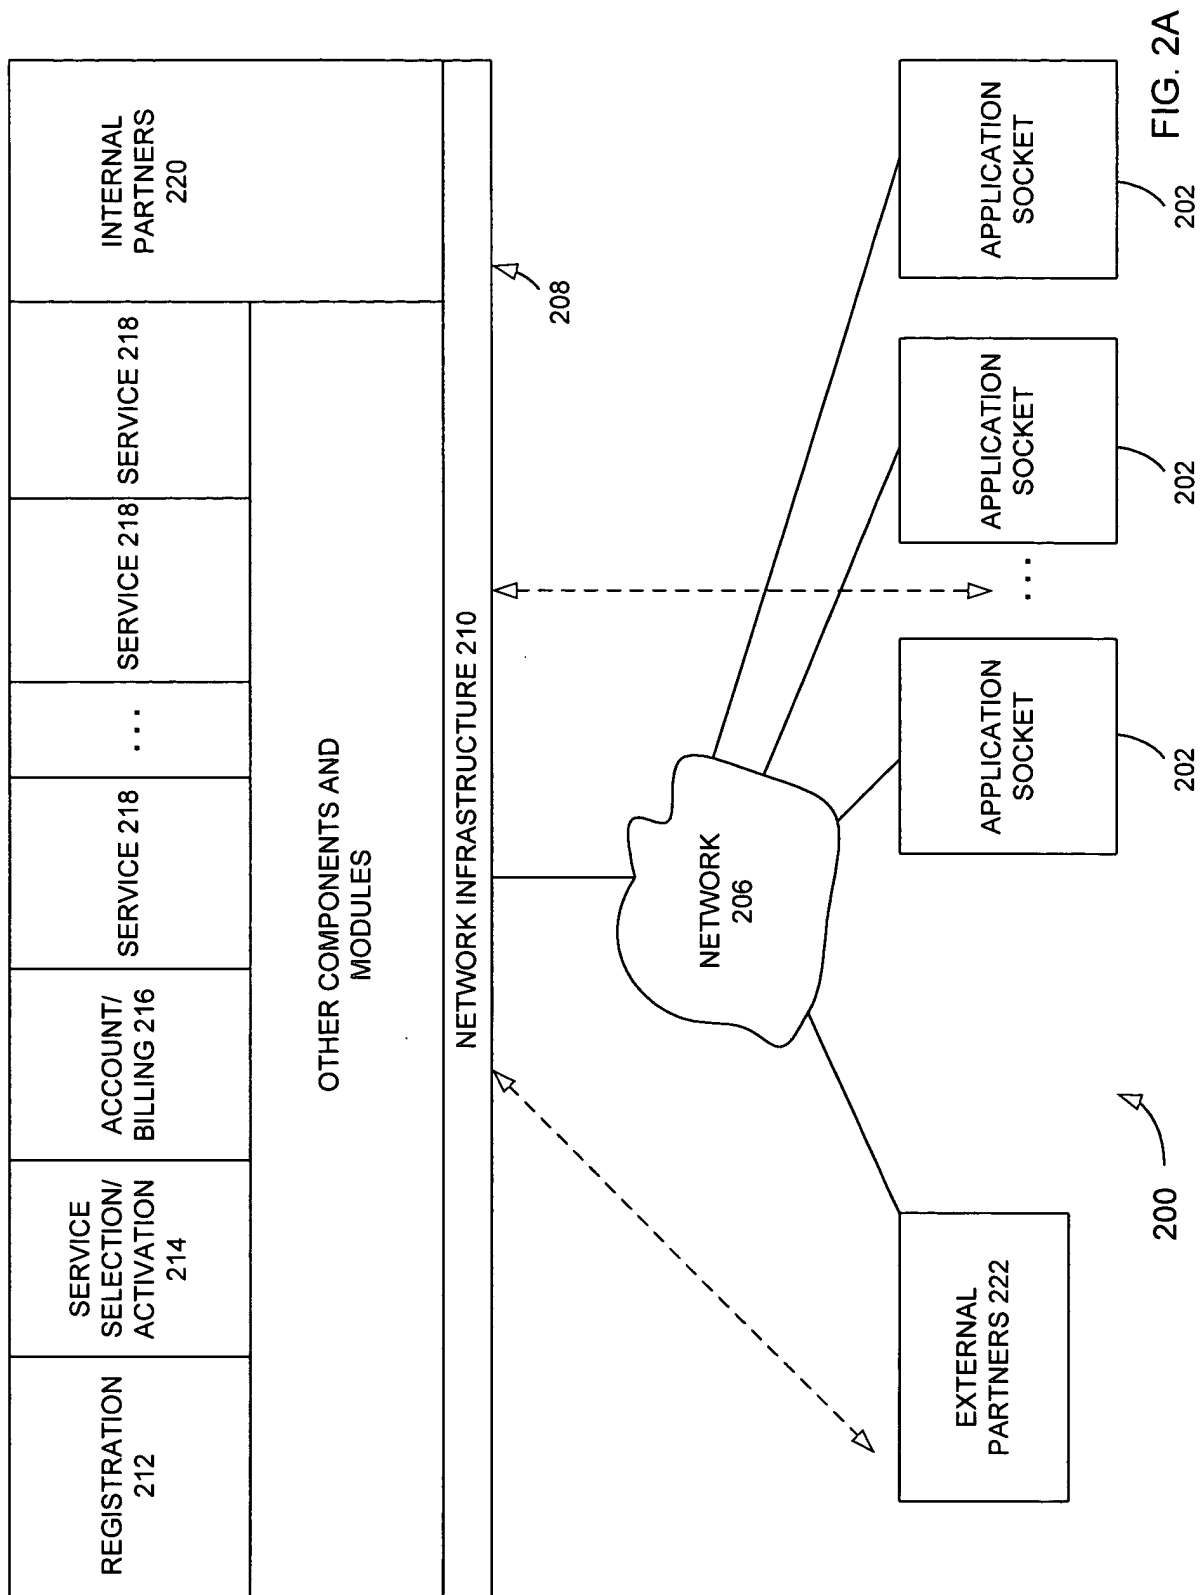 REGISTRATION
212
SERVICE
SELECTION/
ACTIVATION
214
ACCOUNT/
BILLING 216
SERVICE 218
...
SERVICE 218
SERVICE 218
INTERNAL
PARTNERS
220
OTHER COMPONENTS AND
MODULES
NETWORK INFRASTRUCTURE 210
208
NETWORK
206
EXTERNAL
PARTNERS 222
APPLICATION
SOCKET
...
APPLICATION
SOCKET
APPLICATION
SOCKET
200
202
202
202
FIG. 2A